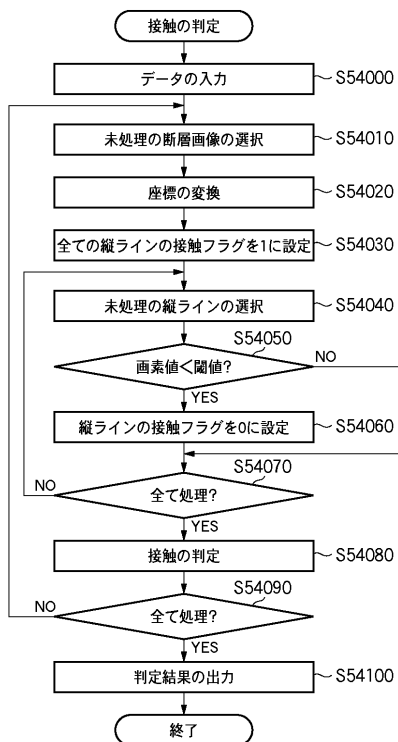 接触の判定
データの入力
S54000
未処理の断層画像の選択
S54010
座標の変換
S54020
全ての縦ラインの接触フラグを1に設定
S54030
未処理の縦ラインの選択
S54040
S54050
画素値<閾値?
NO
YES
縦ラインの接触フラグを0に設定
S54060
S54070
全て処理?
NO
YES
接触の判定
S54080
S54090
全て処理?
NO
YES
判定結果の出力
S54100
終了